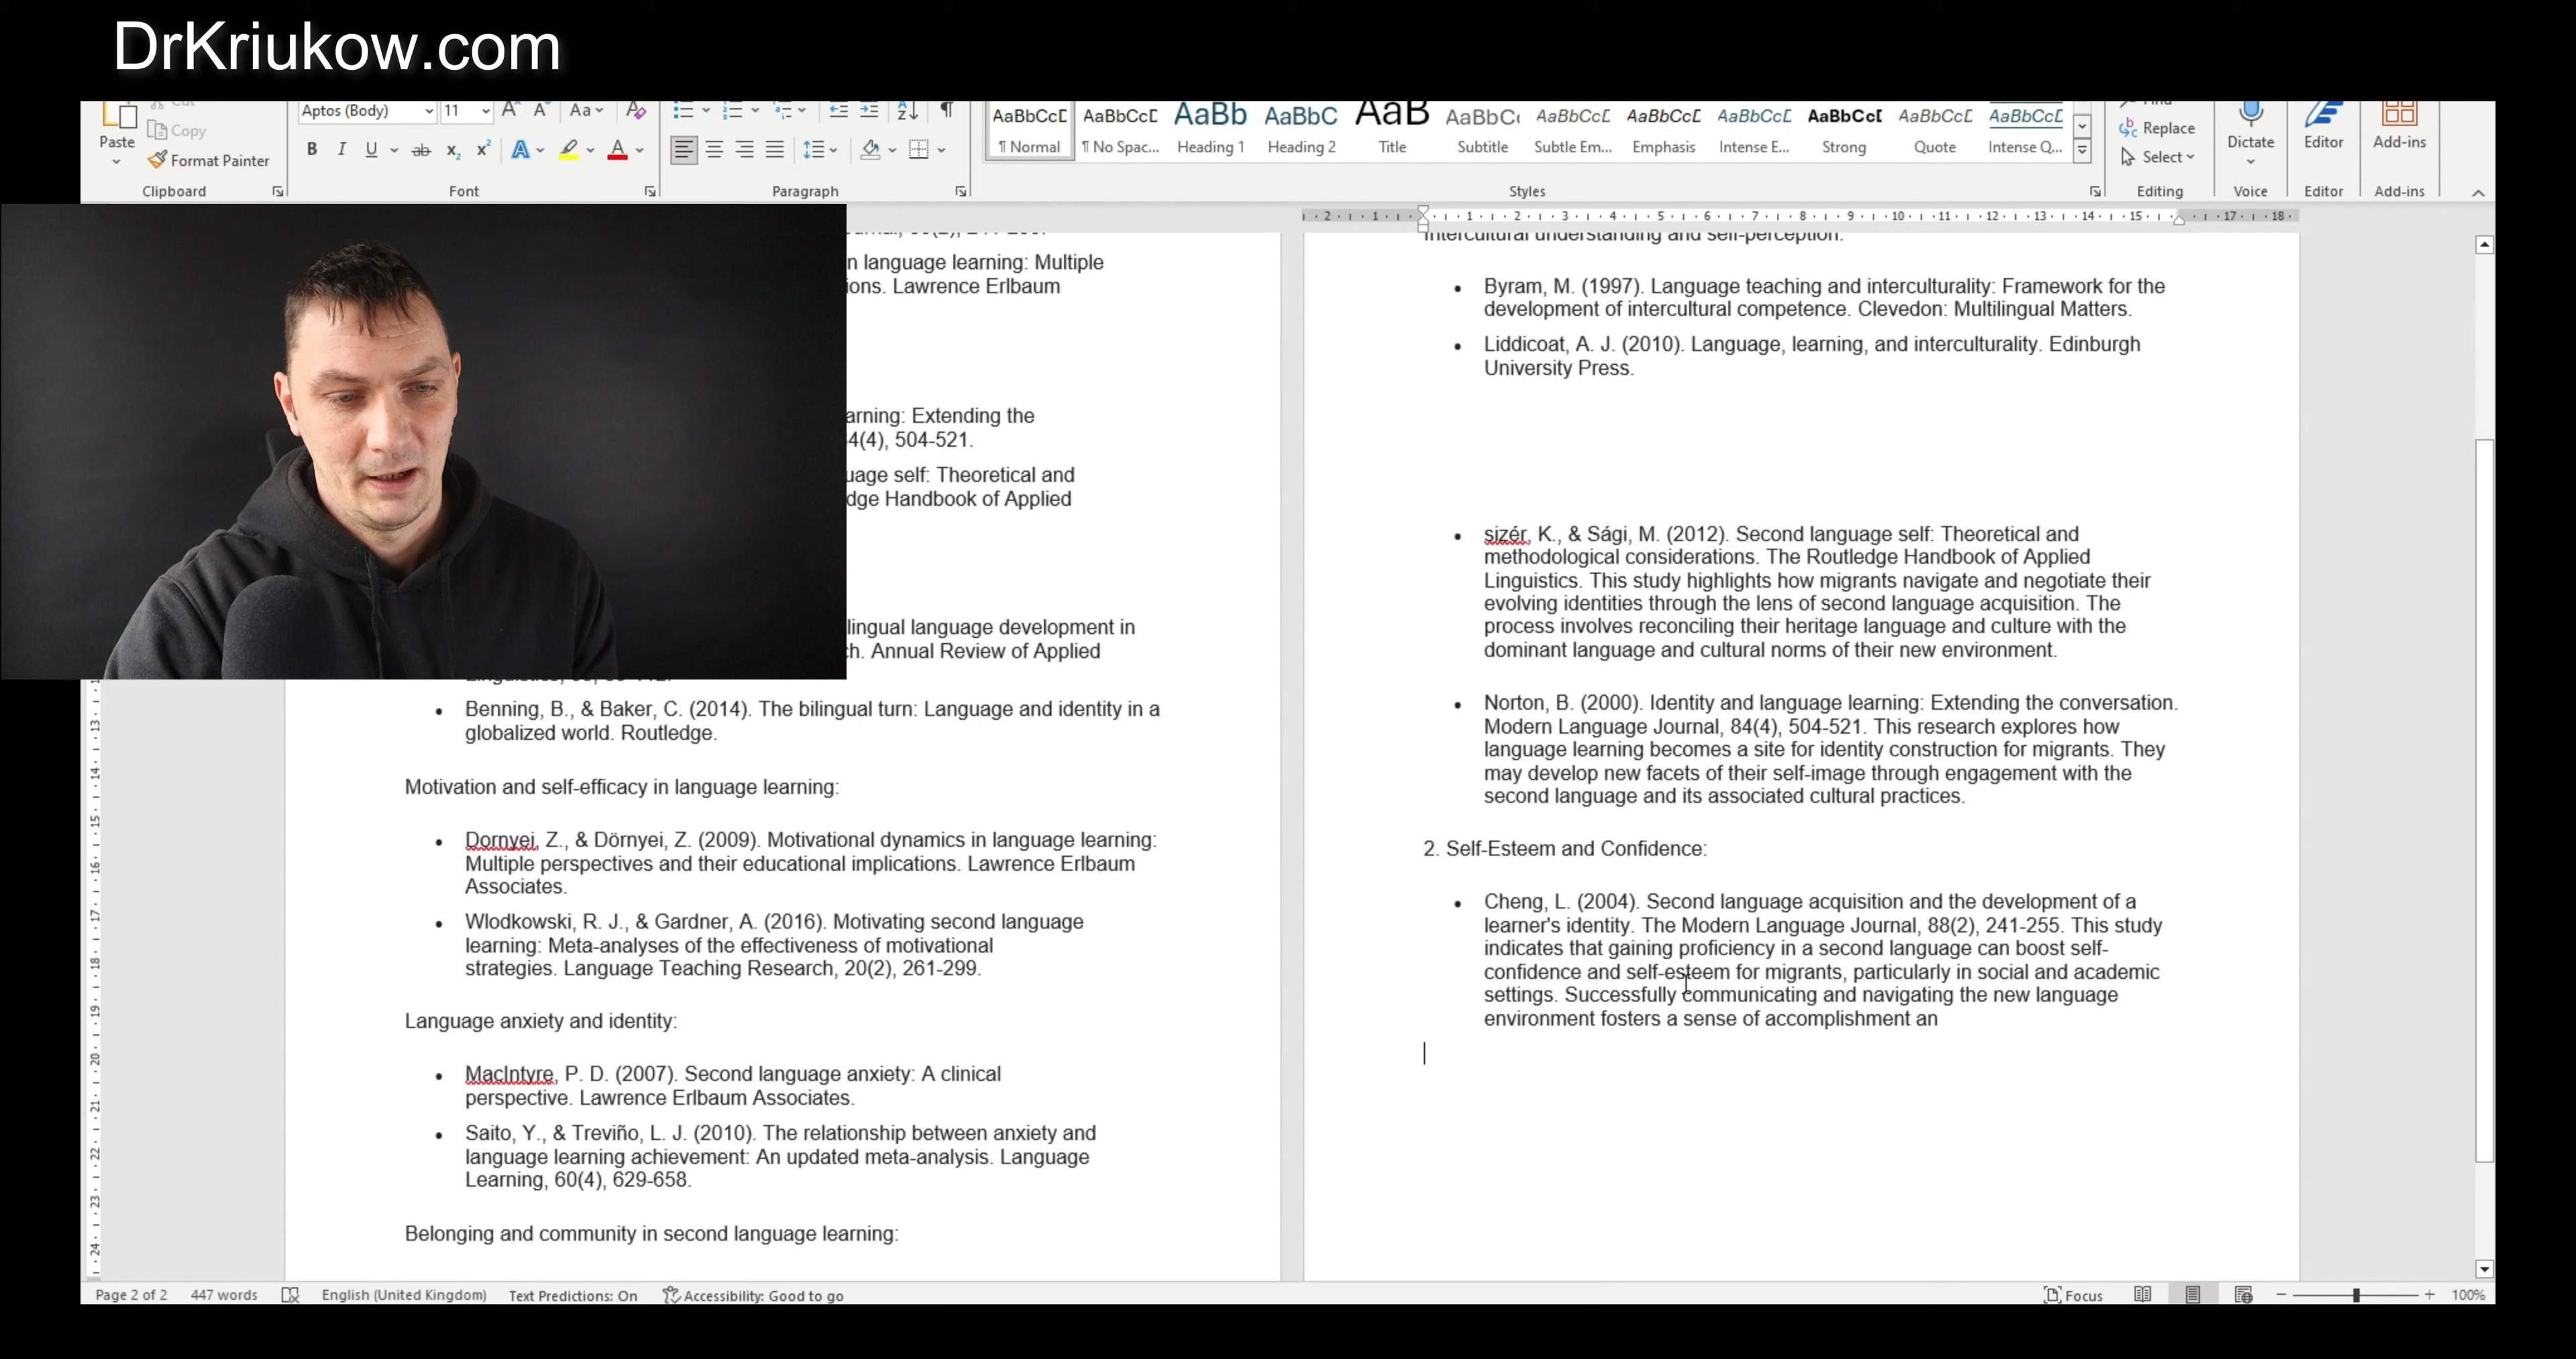 DrKriukow.com
Paste
Copy
Format Painter
Clipboard
Aptos (Body)
11
Font
Paragraph
AaBbCcD
AaBbCcD
AaBb
AaBbC
AaB
AaBbC
AaBbCcD
AaBbCcD
AaBbCcD
AaBbCcD
AaBbCcD
AaBbCcD
¶ Normal
¶ No Spac...
Heading 1
Heading 2
Title
Subtitle
Subtle Em...
Emphasis
Intense E...
Strong
Quote
Intense Q...
Styles
Replace
Select
Editing
Dictate
Voice
Editor
Editor
Add-ins
Add-ins
n language learning: Multiple
ions. Lawrence Erlbaum
arning: Extending the
4(4), 504-521.
uage self: Theoretical and
dge Handbook of Applied
lingual language development in
ch. Annual Review of Applied
Benning, B., & Baker, C. (2014). The bilingual turn: Language and identity in a
globalized world. Routledge.
Motivation and self-efficacy in language learning:
Dornyei, Z., & Dörnyei, Z. (2009). Motivational dynamics in language learning:
Multiple perspectives and their educational implications. Lawrence Erlbaum
Associates.
Wlodkowski, R. J., & Gardner, A. (2016). Motivating second language
learning: Meta-analyses of the effectiveness of motivational
strategies. Language Teaching Research, 20(2), 261-299.
Language anxiety and identity:
MacIntyre, P. D. (2007). Second language anxiety: A clinical
perspective. Lawrence Erlbaum Associates.
Saito, Y., & Treviño, L. J. (2010). The relationship between anxiety and
language learning achievement: An updated meta-analysis. Language
Learning, 60(4), 629-658.
Belonging and community in second language learning:
Intercultural understanding and self-perception:
Byram, M. (1997). Language teaching and interculturality: Framework for the
development of intercultural competence. Clevedon: Multilingual Matters.
Liddicoat, A. J. (2010). Language, learning, and interculturality. Edinburgh
University Press.
sizér, K., & Sági, M. (2012). Second language self: Theoretical and
methodological considerations. The Routledge Handbook of Applied
Linguistics. This study highlights how migrants navigate and negotiate their
evolving identities through the lens of second language acquisition. The
process involves reconciling their heritage language and culture with the
dominant language and cultural norms of their new environment.
Norton, B. (2000). Identity and language learning: Extending the conversation.
Modern Language Journal, 84(4), 504-521. This research explores how
language learning becomes a site for identity construction for migrants. They
may develop new facets of their self-image through engagement with the
second language and its associated cultural practices.
2. Self-Esteem and Confidence:
Cheng, L. (2004). Second language acquisition and the development of a
learner's identity. The Modern Language Journal, 88(2), 241-255. This study
indicates that gaining proficiency in a second language can boost self-
confidence and self-esteem for migrants, particularly in social and academic
settings. Successfully communicating and navigating the new language
environment fosters a sense of accomplishment an
Page 2 of 2
447 words
English (United Kingdom)
Text Predictions: On
Accessibility: Good to go
Focus
100%